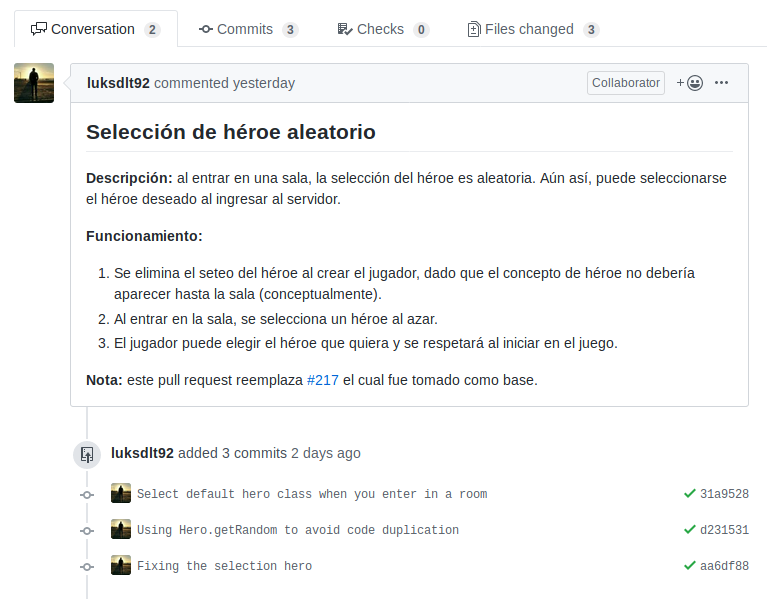 Conversation 2 Commits 3 Checks 0 Files changed 3
luksdlt92 commented yesterday Collaborator + ...
Selección de héroe aleatorio
Descripción: al entrar en una sala, la selección del héroe es aleatoria. Aún así, puede seleccionarse
el héroe deseado al ingresar al servidor.
Funcionamiento:
1. Se elimina el seteo del héroe al crear el jugador, dado que el concepto de héroe no debería
aparecer hasta la sala (conceptualmente).
2. Al entrar en la sala, se selecciona un héroe al azar.
3. El jugador puede elegir el héroe que quiera y se respetará al iniciar en el juego.
Nota: este pull request reemplaza #217 el cual fue tomado como base.
luksdlt92 added 3 commits 2 days ago
Select default hero class when you enter in a room 31a9528
Using Hero.getRandom to avoid code duplication d231531
Fixing the selection hero aa6df88